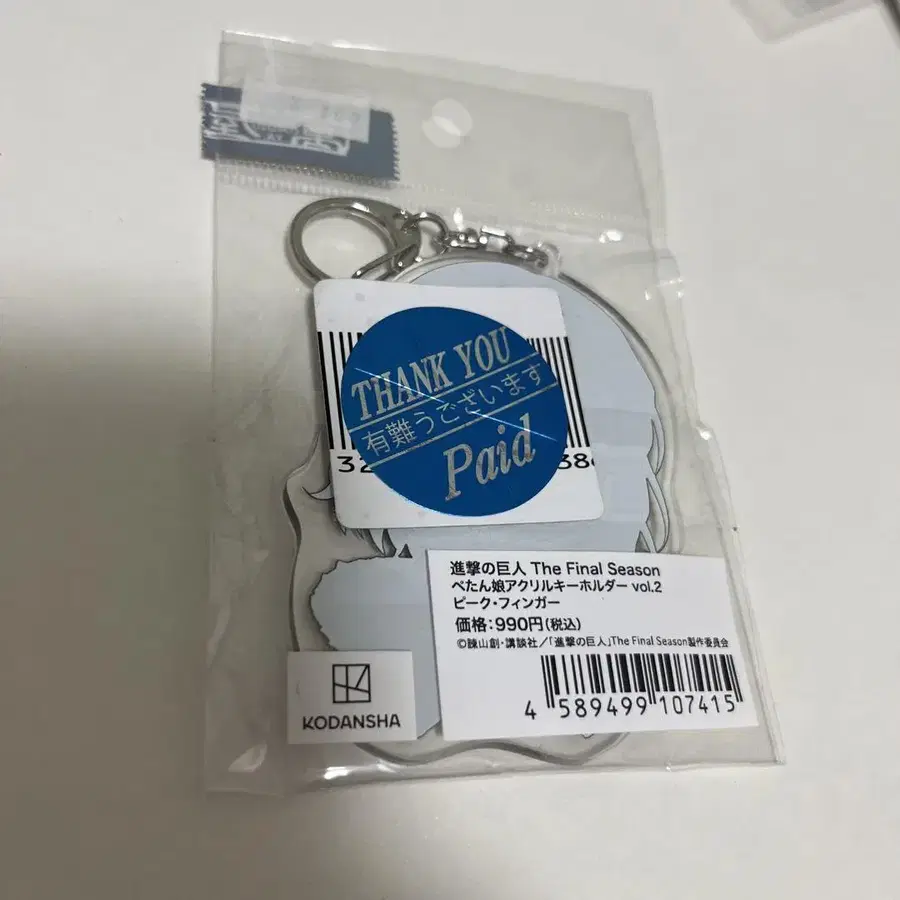 THANK YOU
有難うございます
Paid
進撃の巨人 The Final Season
ぺたん娘アクリルキーホルダー vol.2
ピーク・フィンガー
価格:990円(税込)
©諫山創・講談社/「進撃の巨人」The Final Season製作委員会
4 589499 107415
KODANSHA